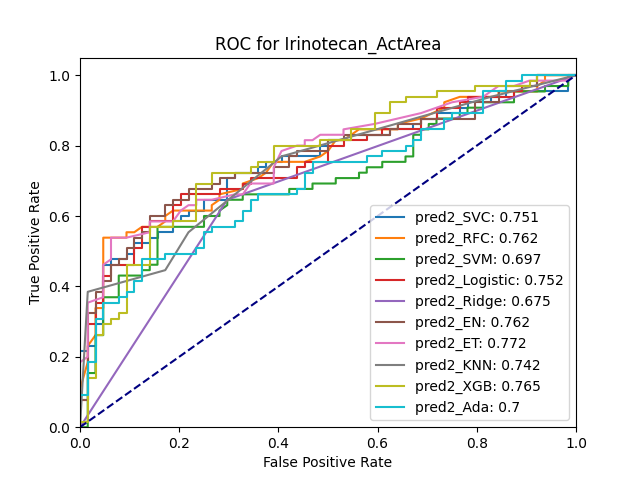 ROC for Irinotecan_ActArea
True Positive Rate
1.0
0.8
0.6
0.4
0.2
0.0
pred2_SVC: 0.751
pred2_RFC: 0.762
pred2_SVM: 0.697
pred2_Logistic: 0.752
pred2_Ridge: 0.675
pred2_EN: 0.762
pred2_ET: 0.772
pred2_KNN: 0.742
pred2_XGB: 0.765
pred2_Ada: 0.7
0.0 0.2 0.4 0.6 0.8 1.0
False Positive Rate